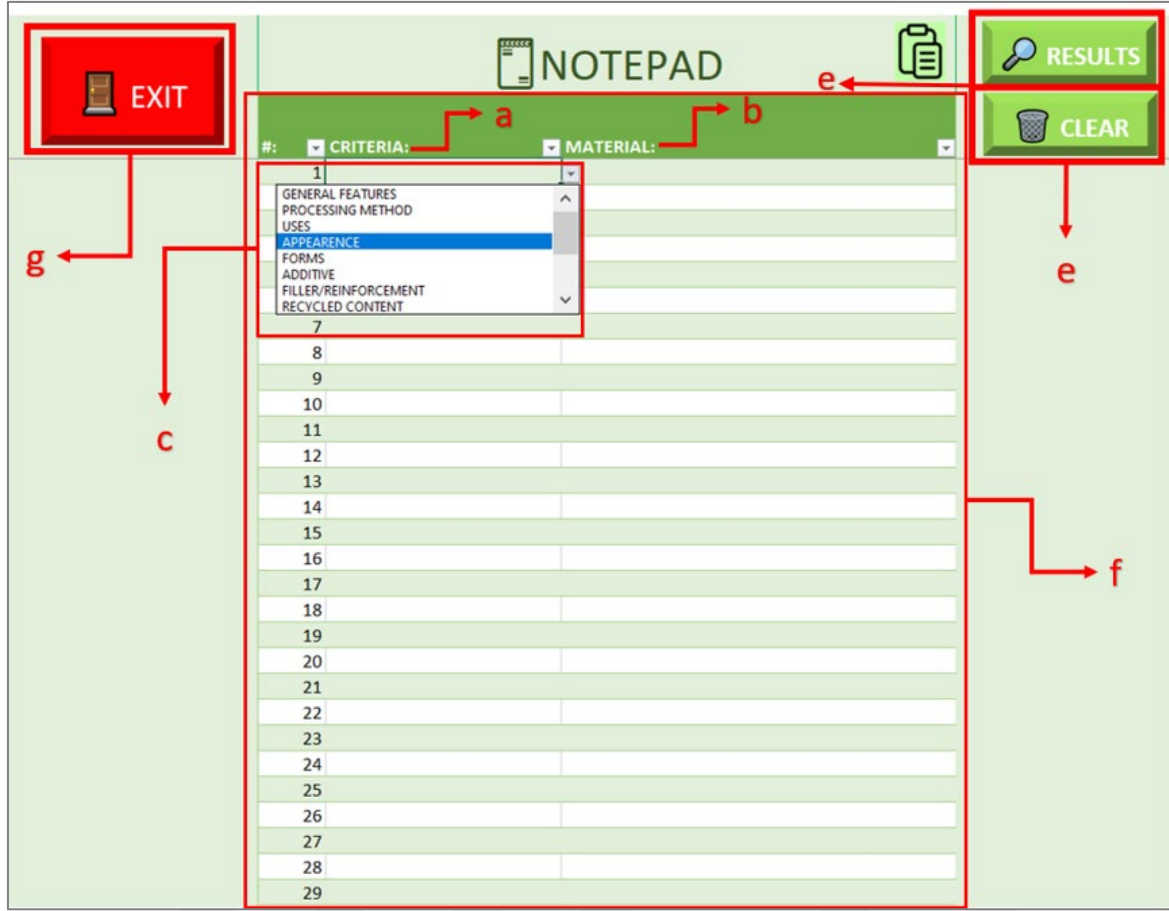 NOTEPAD
RESULTS
e
EXIT
a
b
CLEAR
#: CRITERIA: MATERIAL:
1
GENERAL FEATURES
PROCESSING METHOD
USES
APPEARENCE
FORMS
ADDITIVE
FILLER/REINFORCEMENT
RECYCLED CONTENT
g
e
7
8
9
10
11
c
12
13
14
15
16
f
17
18
19
20
21
22
23
24
25
26
27
28
29